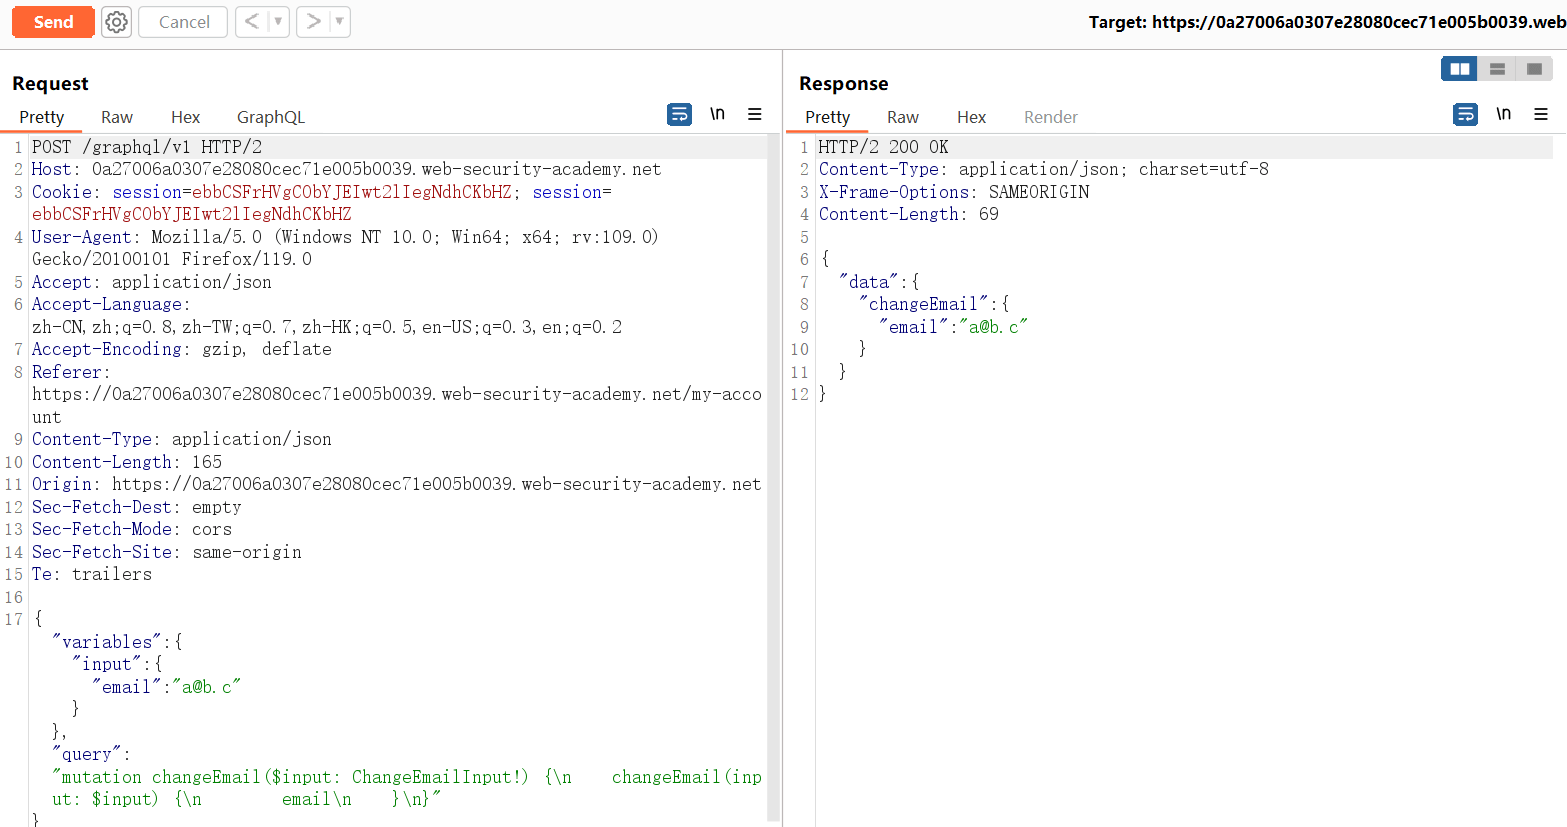 Send
Cancel
< ▼
> ▼
Target: https://0a27006a0307e28080cec71e005b0039.web
Request
Pretty Raw Hex GraphQL
\n
1 POST /graphql/v1 HTTP/2
2 Host: 0a27006a0307e28080cec71e005b0039.web-security-academy.net
3 Cookie: session=ebbCSFrHVgCObYJEIwt2lIegNdhCKbHZ; session=
ebbCSFrHVgCObYJEIwt2lIegNdhCKbHZ
4 User-Agent: Mozilla/5.0 (Windows NT 10.0; Win64; x64; rv:109.0)
Gecko/20100101 Firefox/119.0
5 Accept: application/json
6 Accept-Language:
zh-CN,zh;q=0.8,zh-TW;q=0.7,zh-HK;q=0.5,en-US;q=0.3,en;q=0.2
7 Accept-Encoding: gzip, deflate
8 Referer:
https://0a27006a0307e28080cec71e005b0039.web-security-academy.net/my-acco
unt
9 Content-Type: application/json
10 Content-Length: 165
11 Origin: https://0a27006a0307e28080cec71e005b0039.web-security-academy.net
12 Sec-Fetch-Dest: empty
13 Sec-Fetch-Mode: cors
14 Sec-Fetch-Site: same-origin
15 Te: trailers
16
17 {
"variables":{
"input":{
"email":"a@b.c"
}
},
"query":
"mutation changeEmail($input: ChangeEmailInput!) {\n    changeEmail(inp
ut: $input) {\n        email\n    }\n}"
}
Response
Pretty Raw Hex Render
\n
1 HTTP/2 200 OK
2 Content-Type: application/json; charset=utf-8
3 X-Frame-Options: SAMEORIGIN
4 Content-Length: 69
5
6 {
7 "data":{
8 "changeEmail":{
9 "email":"a@b.c"
10 }
11 }
12 }